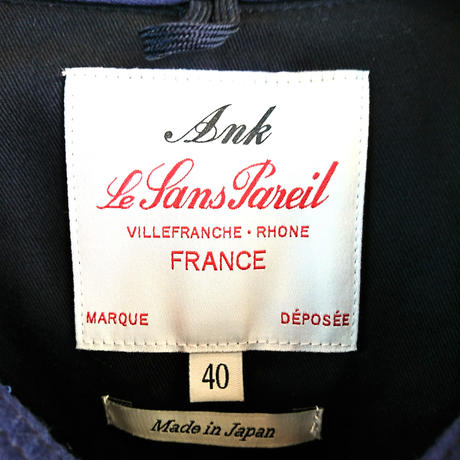 Ank
Le Sans Pareil
VILLEFRANCHE · RHONE
FRANCE
MARQUE DÉPOSÉE
40
Made in Japan